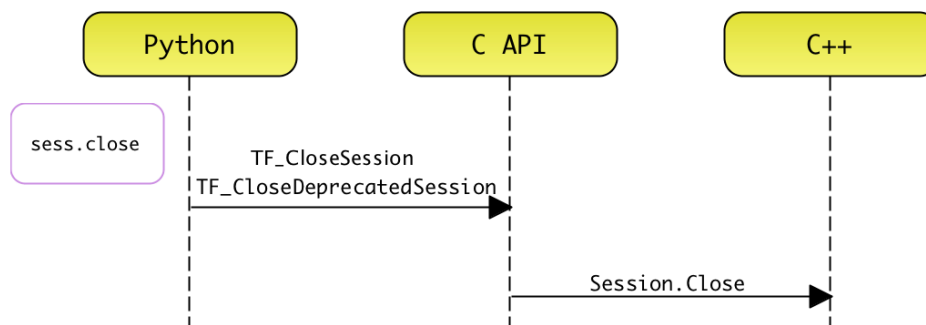 Python
C API
C++
sess.close
TF_CloseSession
TF_CloseDeprecatedSession
Session.Close